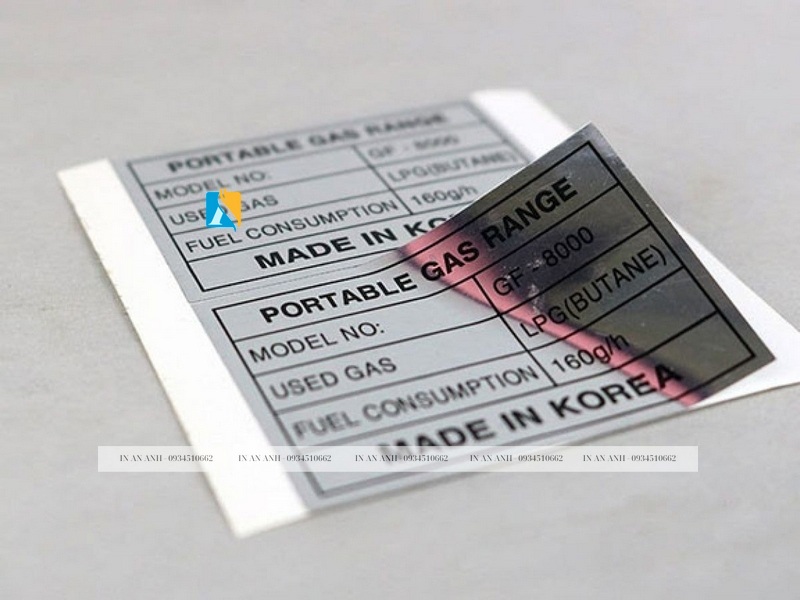 PORTABLE GAS RANGE
MODEL NO: GF - 8000
USED GAS LPG(BUTANE)
FUEL CONSUMPTION 160g/h
MADE IN KO
PORTABLE GAS RANGE
MODEL NO: GF - 8000
USED GAS LPG(BUTANE)
FUEL CONSUMPTION 160g/h
MADE IN KOREA
IN AN ANH - 0934510662 IN AN ANH - 0934510662 IN AN ANH - 0934510662 IN AN ANH - 0934510662 IN AN ANH - 0934510662